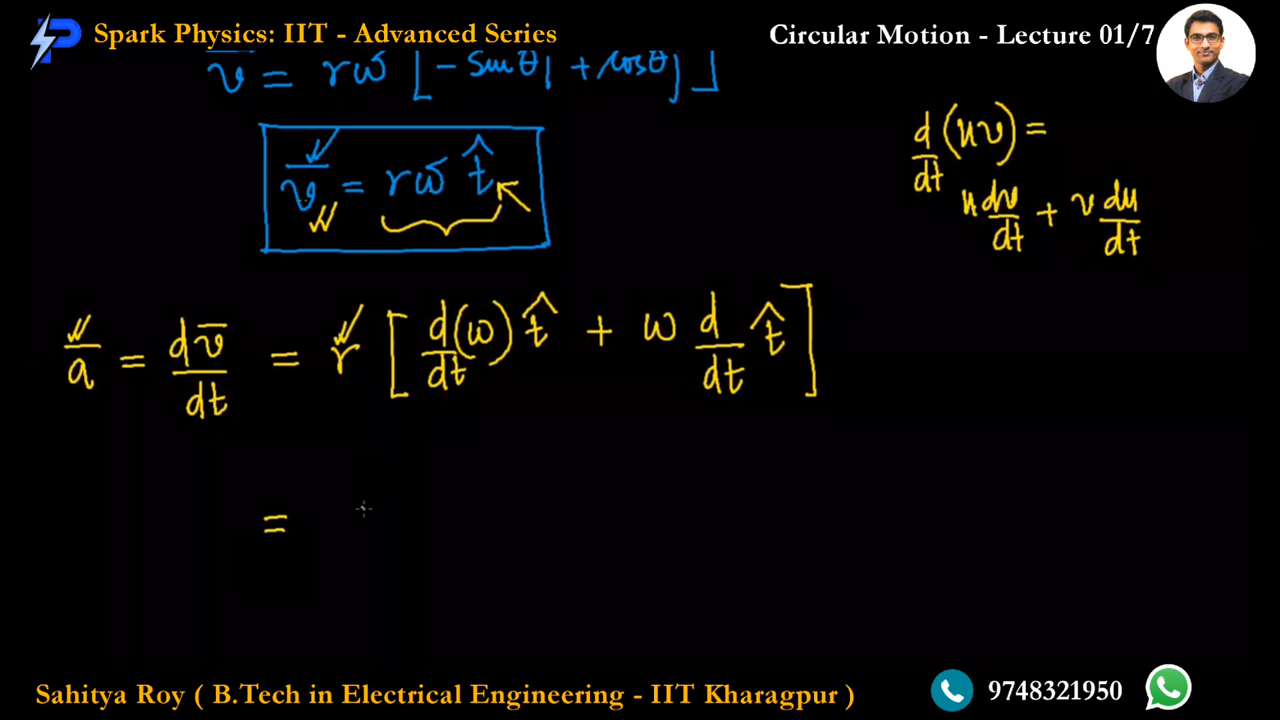 Spark Physics: IIT - Advanced Series
Circular Motion - Lecture 01/7
v̅ = rω [ - sinθ î + cosθ ĵ ]
v̅ = rω t̂
d/dt (uv) =
u dv/dt + v du/dt
a̅ = dv̅/dt = r [ d/dt (ω) t̂ + ω d/dt t̂ ]
=
Sahitya Roy ( B.Tech in Electrical Engineering - IIT Kharagpur )
9748321950